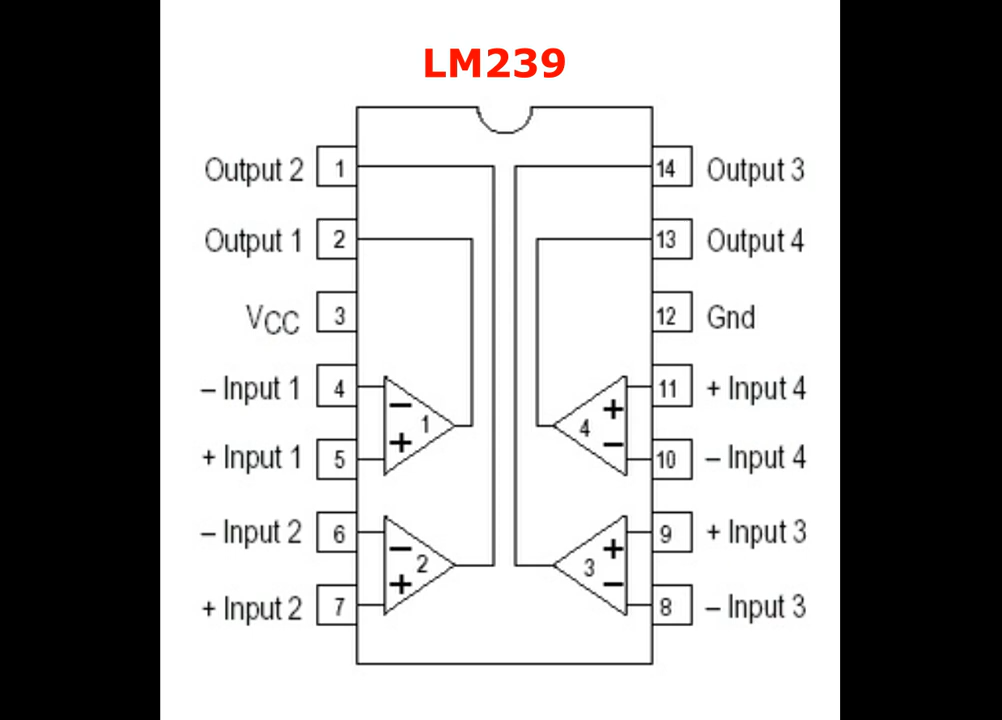 LM239
Output 2 1 14 Output 3
Output 1 2 13 Output 4
VCC 3 12 Gnd
– Input 1 4 – 1 + 4 11 + Input 4
+ Input 1 5 + – 10 – Input 4
– Input 2 6 – 2 + 3 9 + Input 3
+ Input 2 7 + – 8 – Input 3